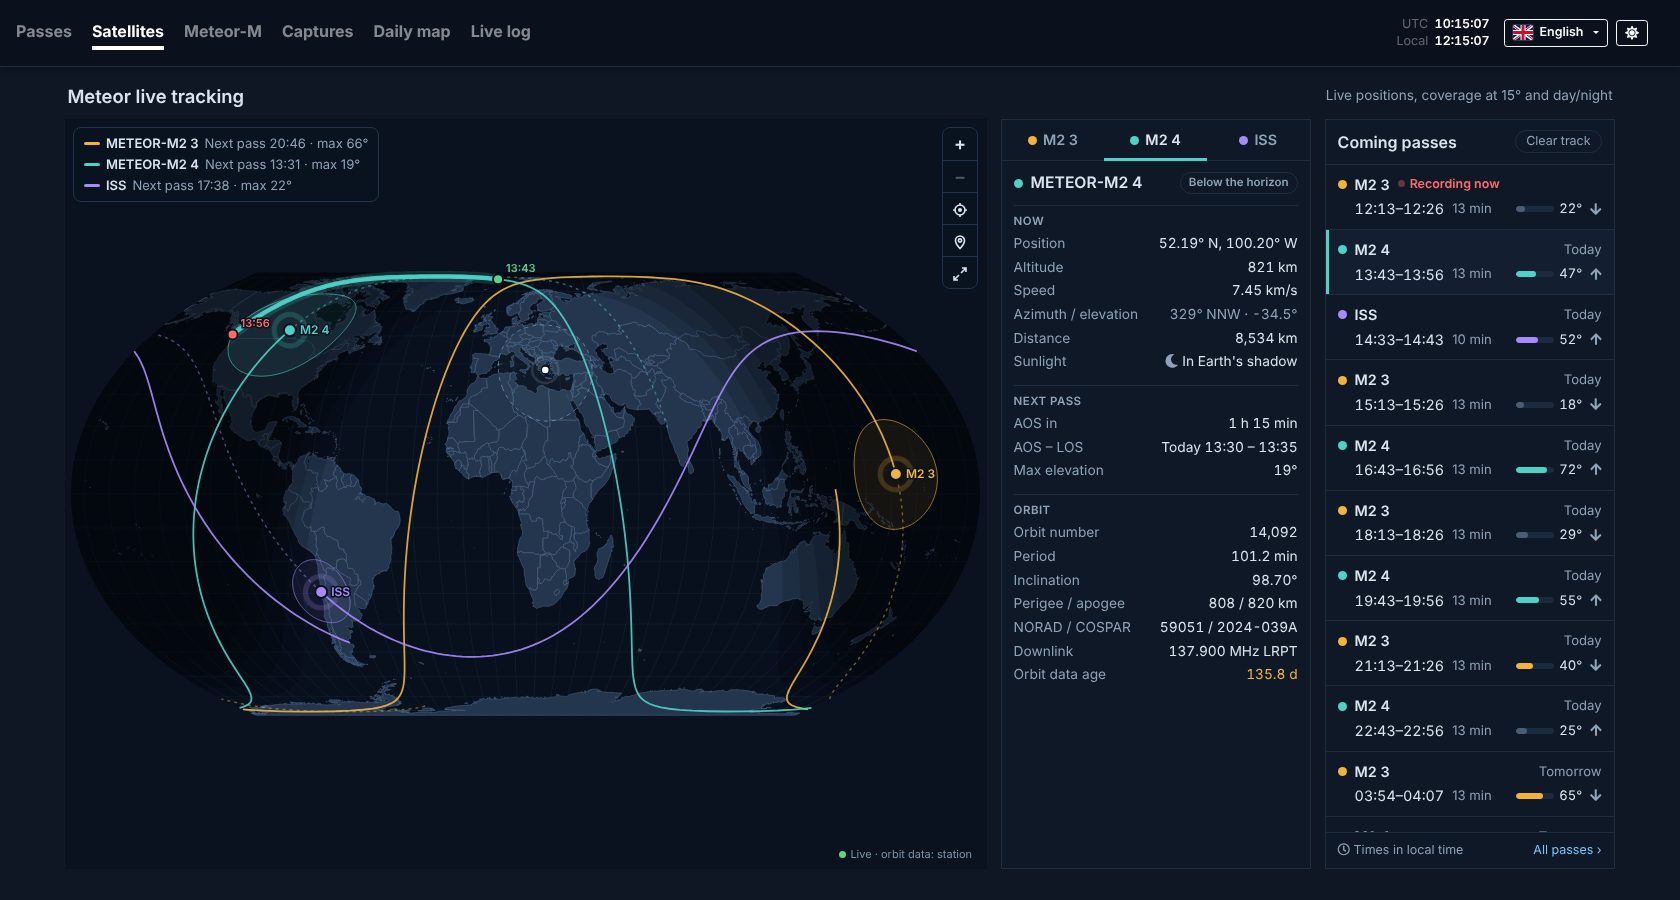 Passes Satellites Meteor-M Captures Daily map Live log
UTC 10:15:07
Local 12:15:07
English
Meteor live tracking
Live positions, coverage at 15° and day/night
METEOR-M2 3 Next pass 20:46 · max 66°
METEOR-M2 4 Next pass 13:31 · max 19°
ISS Next pass 17:38 · max 22°
+
−
13:43
13:56
M2 4
M2 3
ISS
Live · orbit data: station
M2 3 M2 4 ISS
METEOR-M2 4 Below the horizon
NOW
Position 52.19° N, 100.20° W
Altitude 821 km
Speed 7.45 km/s
Azimuth / elevation 329° NNW · -34.5°
Distance 8,534 km
Sunlight In Earth's shadow
NEXT PASS
AOS in 1 h 15 min
AOS – LOS Today 13:30 – 13:35
Max elevation 19°
ORBIT
Orbit number 14,092
Period 101.2 min
Inclination 98.70°
Perigee / apogee 808 / 820 km
NORAD / COSPAR 59051 / 2024-039A
Downlink 137.900 MHz LRPT
Orbit data age 135.8 d
Coming passes Clear track
M2 3 Recording now
12:13–12:26 13 min 22° ↓
M2 4 Today
13:43–13:56 13 min 47° ↑
ISS Today
14:33–14:43 10 min 52° ↑
M2 3 Today
15:13–15:26 13 min 18° ↓
M2 4 Today
16:43–16:56 13 min 72° ↑
M2 3 Today
18:13–18:26 13 min 29° ↓
M2 4 Today
19:43–19:56 13 min 55° ↑
M2 3 Today
21:13–21:26 13 min 40° ↓
M2 4 Today
22:43–22:56 13 min 25° ↑
M2 3 Tomorrow
03:54–04:07 13 min 65° ↓
Times in local time All passes ›